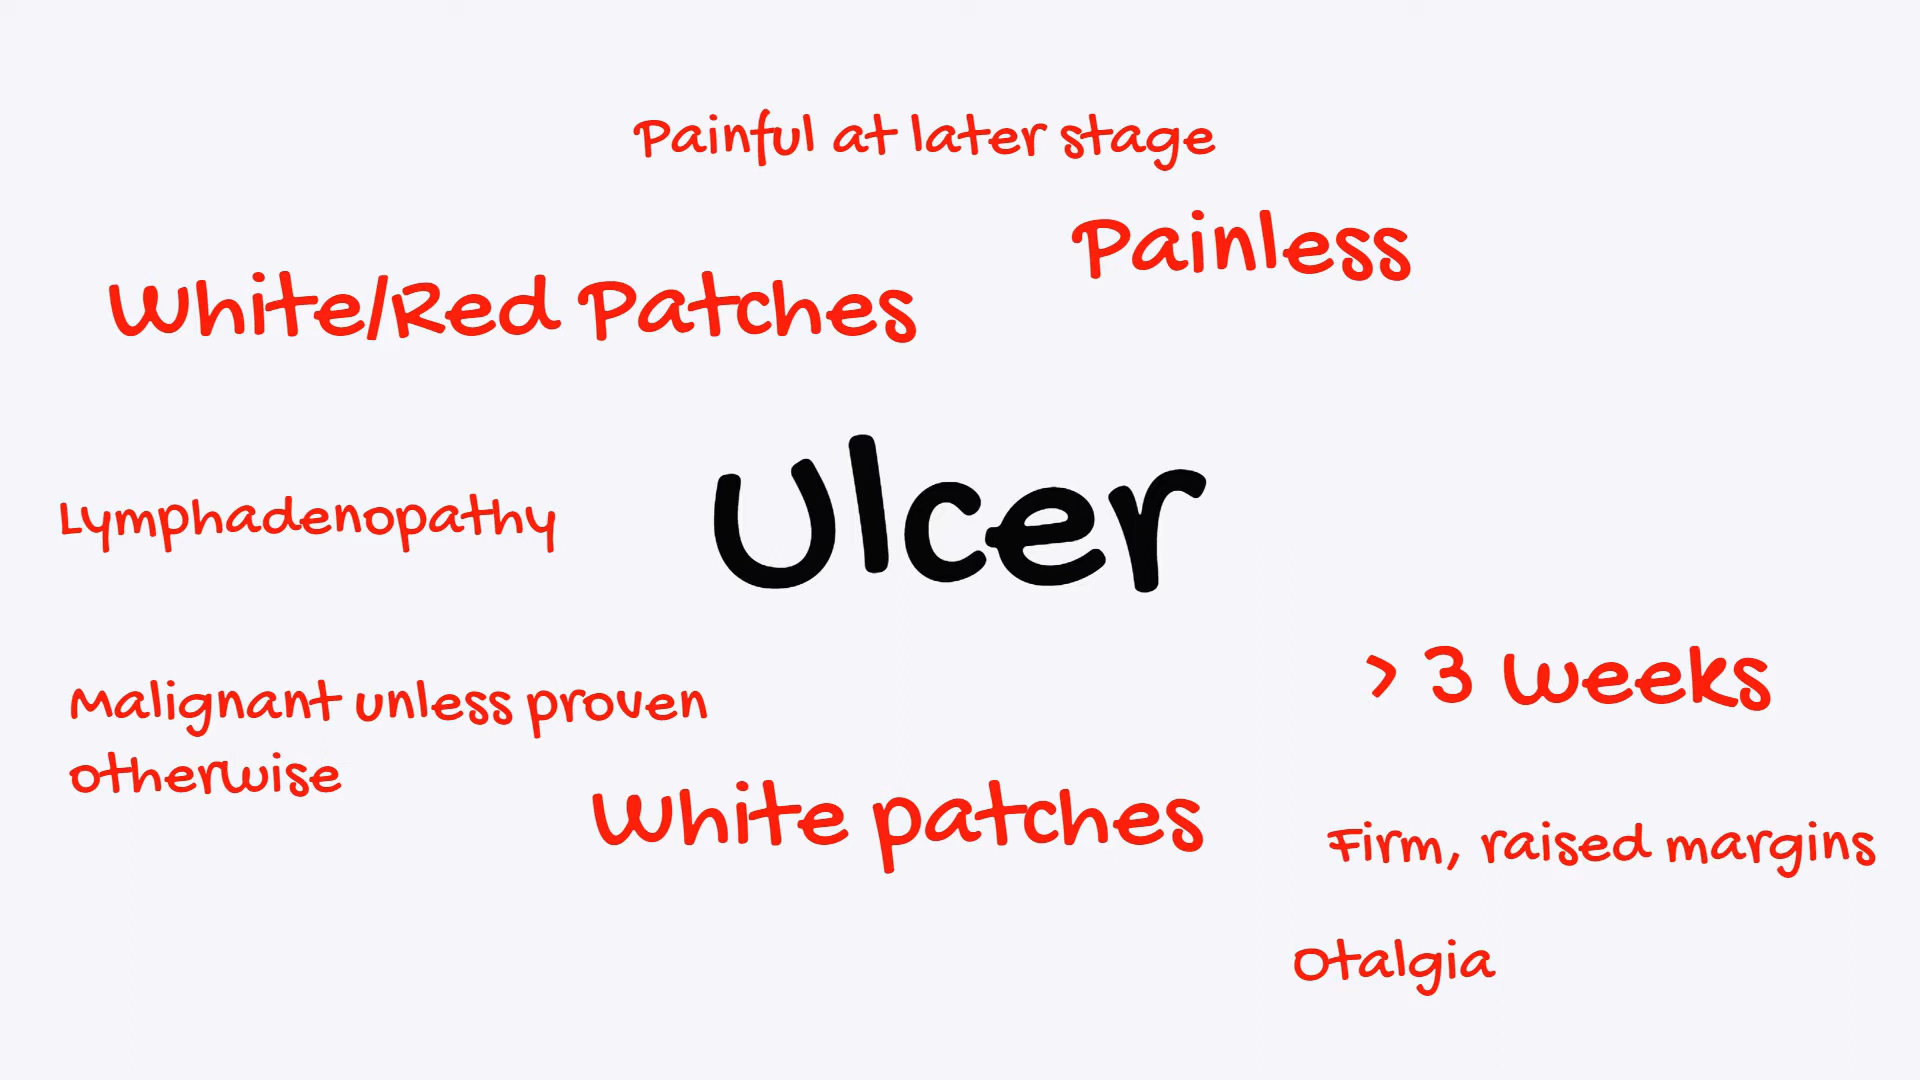 Painful at later stage
Painless
White/Red Patches
Ulcer
Lymphadenopathy
> 3 weeks
Malignant unless proven
otherwise
White patches
Firm, raised margins
Otalgia